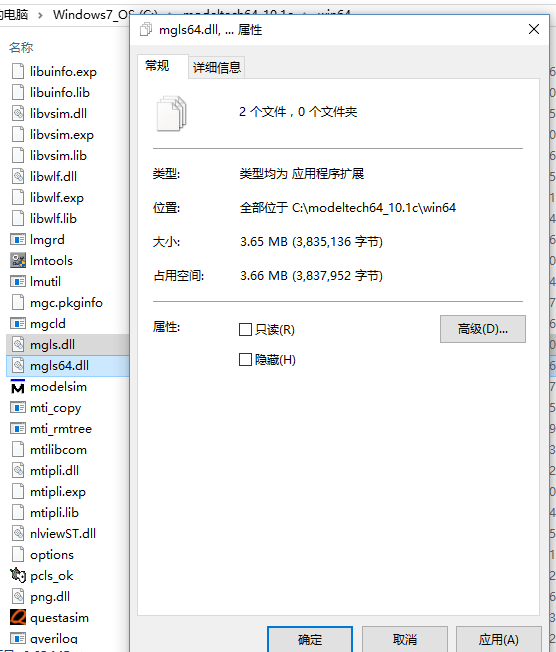 电脑 > Windows7_OS (C:) > modeltech64_10.1c > win64
mgls64.dll, ... 属性
名称
常规 详细信息
libuinfo.exp
libuinfo.lib
libvsim.dll
libvsim.exp
libvsim.lib
libwlf.dll
libwlf.exp
libwlf.lib
lmgrd
lmtools
lmutil
mgc.pkginfo
mgcld
mgls.dll
mgls64.dll
modelsim
mti_copy
mti_rmtree
mtilibcom
mtipli.dll
mtipli.exp
mtipli.lib
nlviewST.dll
options
pcls_ok
png.dll
questasim
qverilog
2 个文件，0 个文件夹
类型: 类型均为 应用程序扩展
位置: 全部位于 C:\modeltech64_10.1c\win64
大小: 3.65 MB (3,835,136 字节)
占用空间: 3.66 MB (3,837,952 字节)
属性: 只读(R) 高级(D)...
隐藏(H)
确定 取消 应用(A)